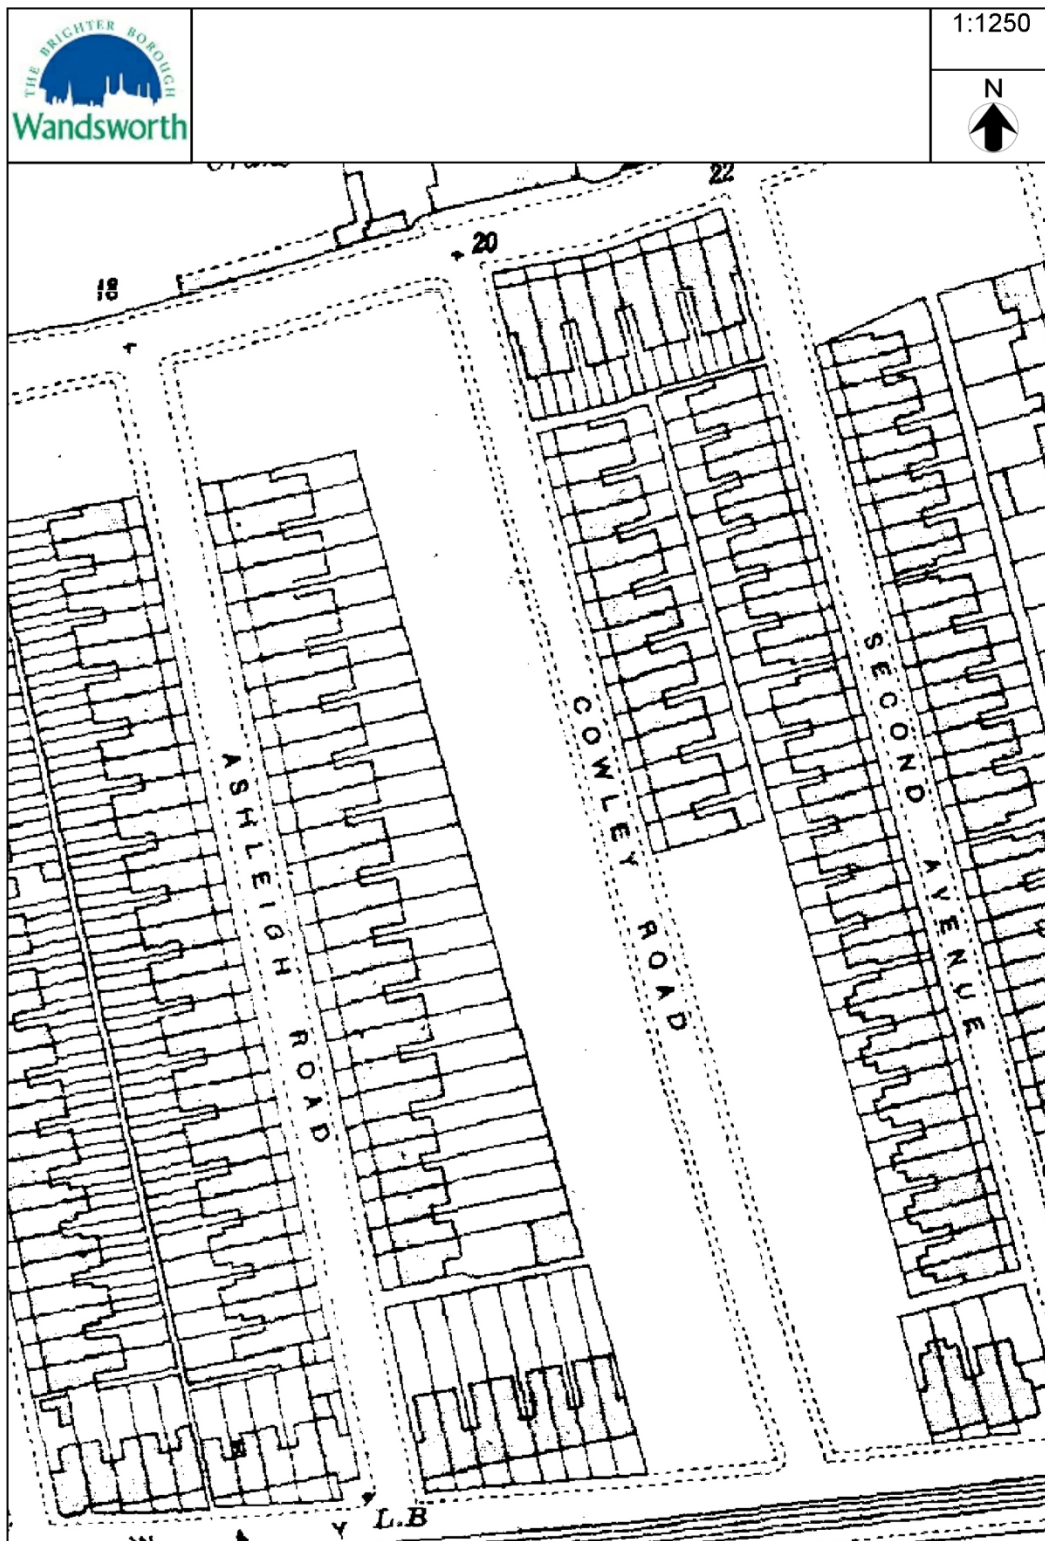 THE BRIGHTER BOROUGH
Wandsworth
1:1250
N
22
20
18
SECOND AVENUE
COWLEY ROAD
ASHLEIGH ROAD
L.B